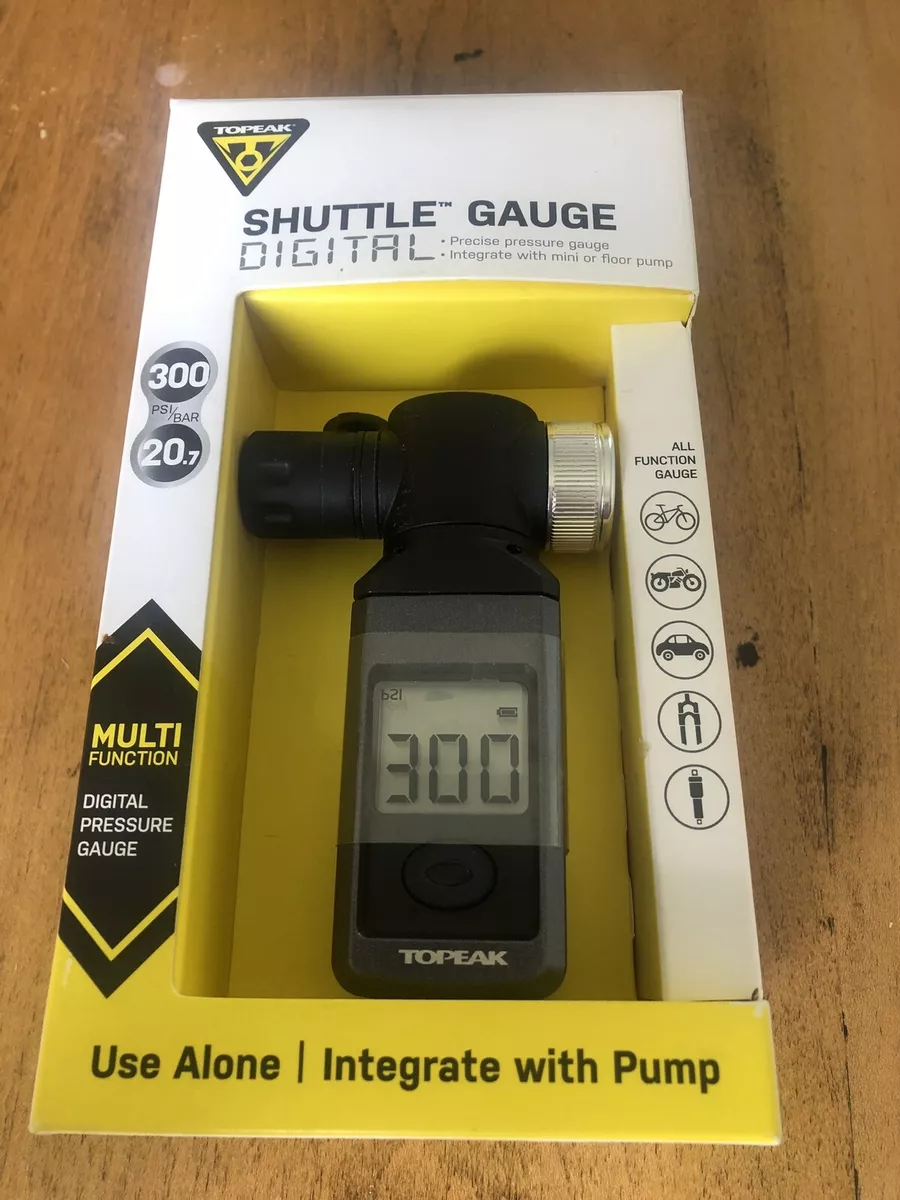 TOPEAK
SHUTTLE™ GAUGE
DIGITAL
• Precise pressure gauge
• Integrate with mini or floor pump
300
PSI/BAR
20.7
ALL
FUNCTION
GAUGE
MULTI
FUNCTION
DIGITAL
PRESSURE
GAUGE
PSI
300
TOPEAK
Use Alone | Integrate with Pump